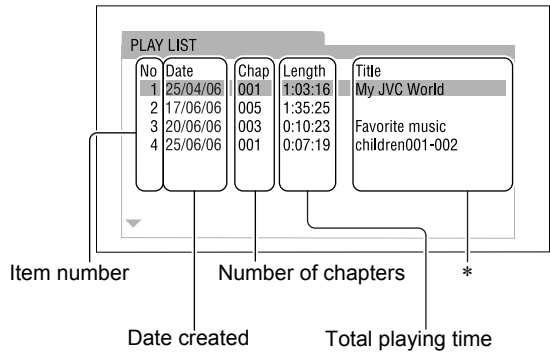 PLAY LIST
No Date Chap Length Title
1 25/04/06 001 1:03:16 My JVC World
2 17/06/06 005 1:35:25
3 20/06/06 003 0:10:23 Favorite music
4 25/06/06 001 0:07:19 children001-002
Item number Number of chapters *
Date created Total playing time